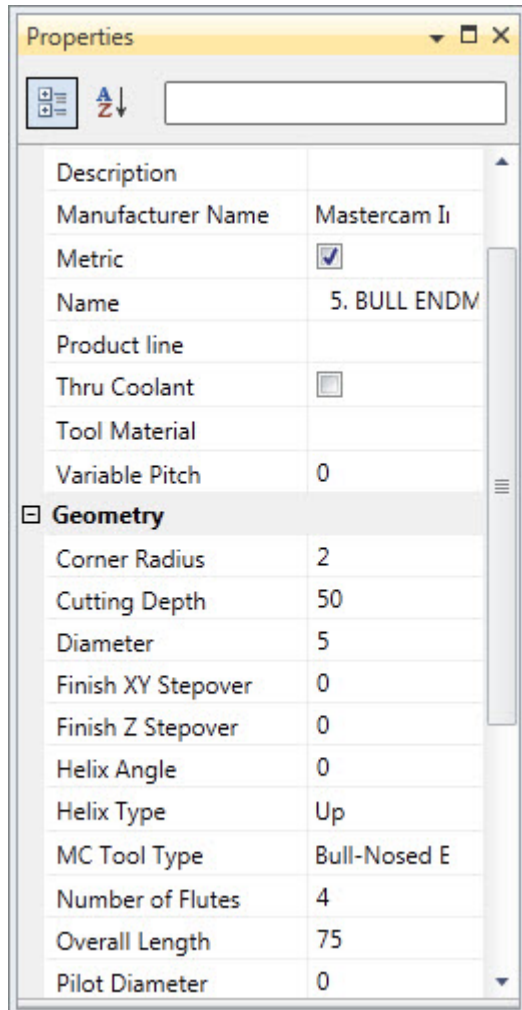 Properties
AZ
Description
Manufacturer Name Mastercam I
Metric
Name 5. BULL ENDM
Product line
Thru Coolant
Tool Material
Variable Pitch 0
Geometry
Corner Radius 2
Cutting Depth 50
Diameter 5
Finish XY Stepover 0
Finish Z Stepover 0
Helix Angle 0
Helix Type Up
MC Tool Type Bull-Nosed E
Number of Flutes 4
Overall Length 75
Pilot Diameter 0